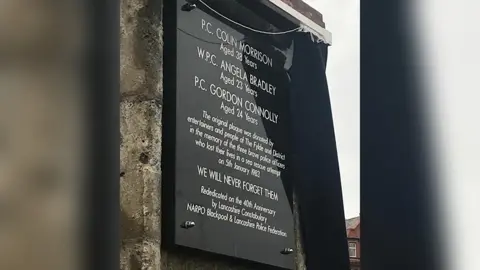 P.C. COLIN MORRISON
Aged 38 Years
W.P.C. ANGELA BRADLEY
Aged 23 Years
P.C. GORDON CONNOLLY
Aged 24 Years
The original plaque was donated by
entertainers and people of The Fylde and District
in the memory of the three brave police officers
who lost their lives in a sea rescue attempt
on 5th January 1983
WE WILL NEVER FORGET THEM
Rededicated on the 40th Anniversary
by Lancashire Constabulary
NARPO Blackpool & Lancashire Police Federation